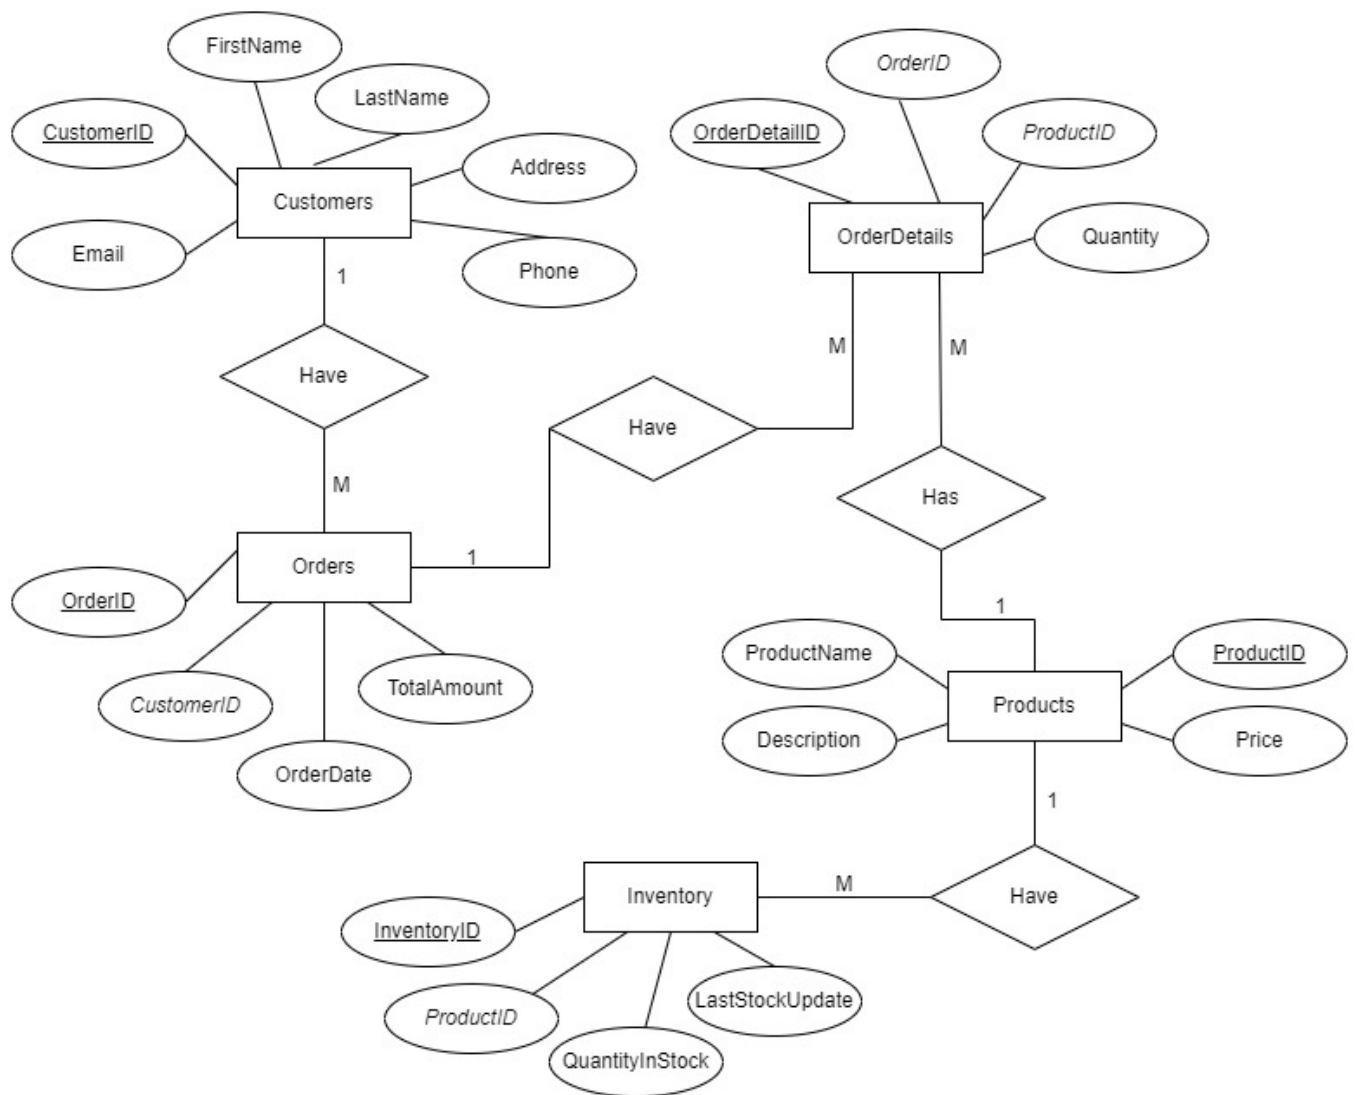 FirstName
LastName
CustomerID
Address
Customers
Email
Phone
1
Have
M
Orders
OrderID
CustomerID
TotalAmount
OrderDate
1
Have
M
OrderID
OrderDetailID
ProductID
OrderDetails
Quantity
M
Has
1
ProductName
ProductID
Products
Description
Price
1
Have
M
Inventory
InventoryID
LastStockUpdate
ProductID
QuantityInStock